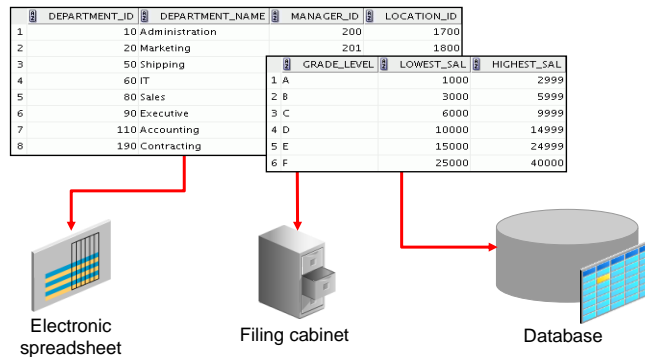 DEPARTMENT_ID DEPARTMENT_NAME MANAGER_ID LOCATION_ID
1 10 Administration 200 1700
2 20 Marketing 201 1800
3 50 Shipping
4 60 IT
5 80 Sales
6 90 Executive
7 110 Accounting
8 190 Contracting
GRADE_LEVEL LOWEST_SAL HIGHEST_SAL
1 A 1000 2999
2 B 3000 5999
3 C 6000 9999
4 D 10000 14999
5 E 15000 24999
6 F 25000 40000
Electronic
spreadsheet
Filing cabinet
Database